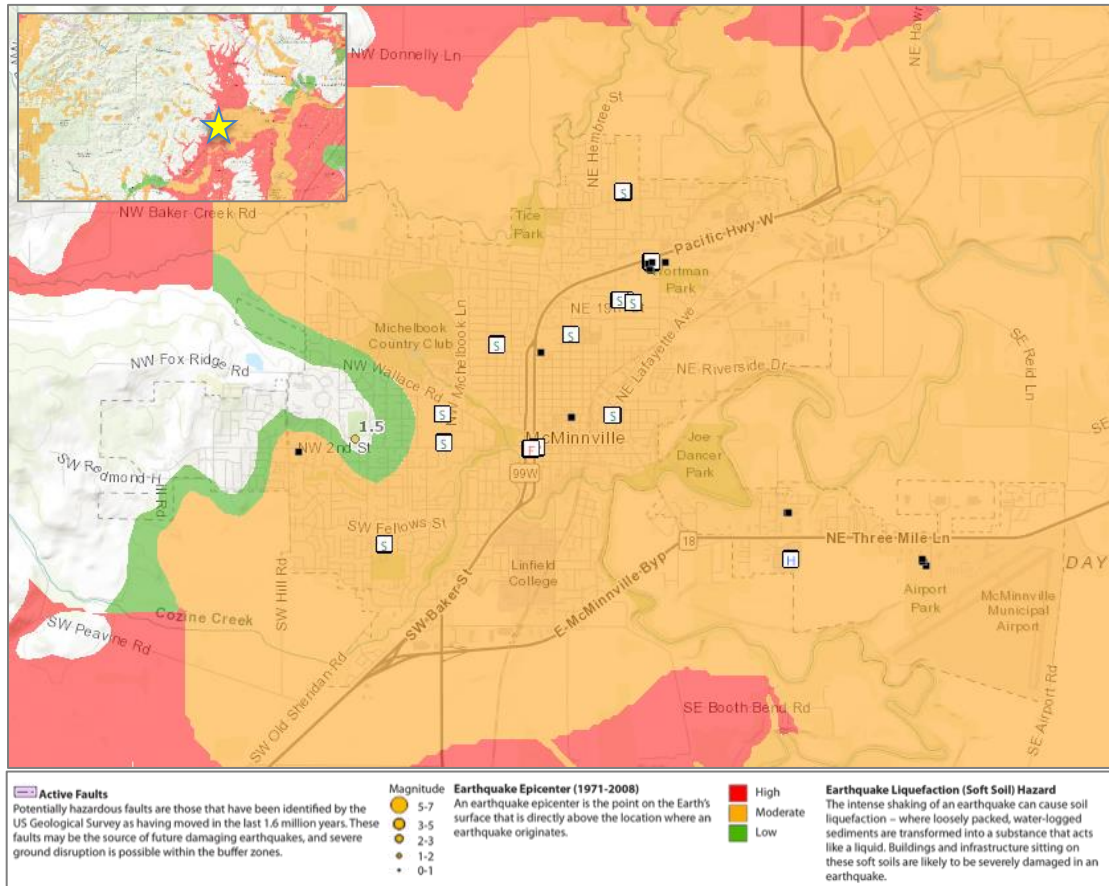 NW Donnelly Ln
NE Hembree St
NW Baker Creek Rd
Tice
Park
Pacific Hwy W
S
Wortman
Park
NE 19th St
S
S
S
S
Michelbook
Country Club
NW Michelbook Ln
NE Lafayette Ave
NE Riverside Dr
SE Reid Ln
NW Fox Ridge Rd
NW Wallace Rd
1.5
S
S
S
NW 2nd St
F
McMinnville
Joe
Dancer
Park
99W
SW Redmond Hill Rd
SW Fellows St
S
18
NE Three Mile Ln
H
DAY
Linfield
College
Airport
Park
McMinnville
Municipal
Airport
SW Hill Rd
SW Baker St
E McMinnville Byp
Cozine Creek
SW Peavine Rd
SW Old Sheridan Rd
SE Booth Bend Rd
SE Airport Rd
Active Faults
Potentially hazardous faults are those that have been identified by the
US Geological Survey as having moved in the last 1.6 million years. These
faults may be the source of future damaging earthquakes, and severe
ground disruption is possible within the buffer zones.
Magnitude
5-7
3-5
2-3
1-2
0-1
Earthquake Epicenter (1971-2008)
An earthquake epicenter is the point on the Earth's
surface that is directly above the location where an
earthquake originates.
High
Moderate
Low
Earthquake Liquefaction (Soft Soil) Hazard
The intense shaking of an earthquake can cause soil
liquefaction – where loosely packed, water-logged
sediments are transformed into a substance that acts
like a liquid. Buildings and infrastructure sitting on
these soft soils are likely to be severely damaged in an
earthquake.